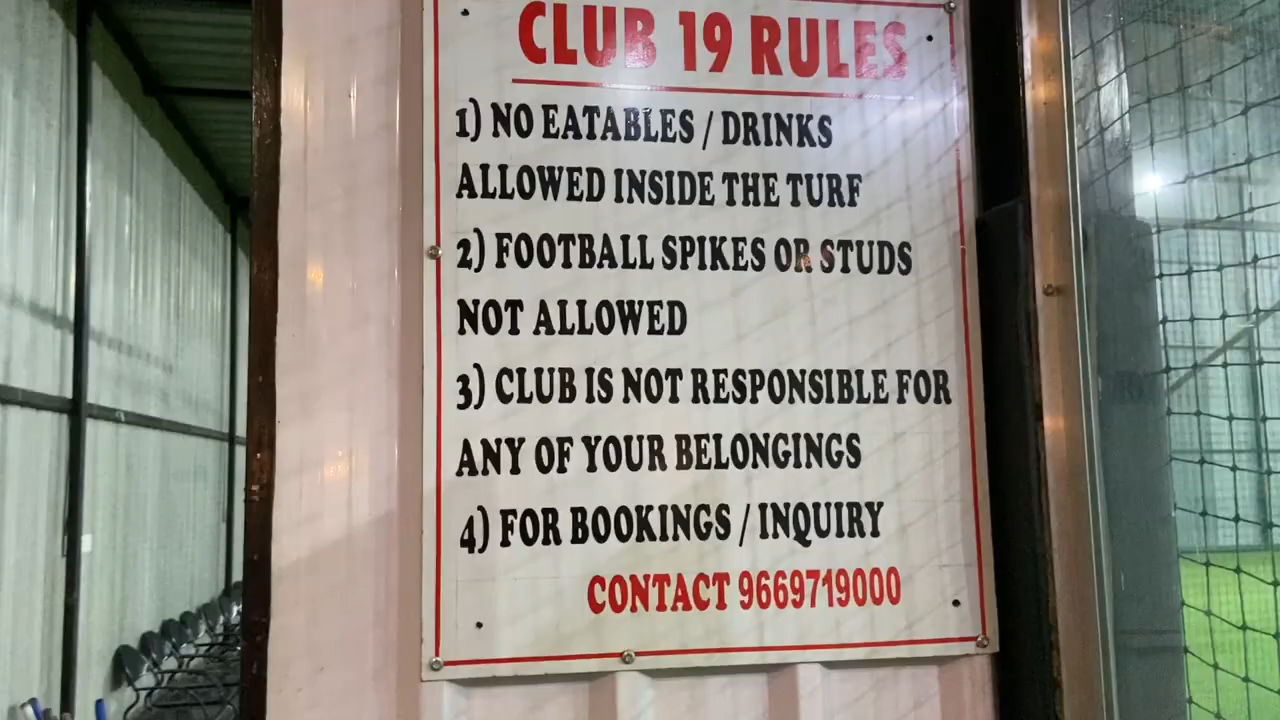 CLUB 19 RULES
1) NO EATABLES / DRINKS
ALLOWED INSIDE THE TURF
2) FOOTBALL SPIKES OR STUDS
NOT ALLOWED
3) CLUB IS NOT RESPONSIBLE FOR
ANY OF YOUR BELONGINGS
4) FOR BOOKINGS / INQUIRY
CONTACT 9669719000